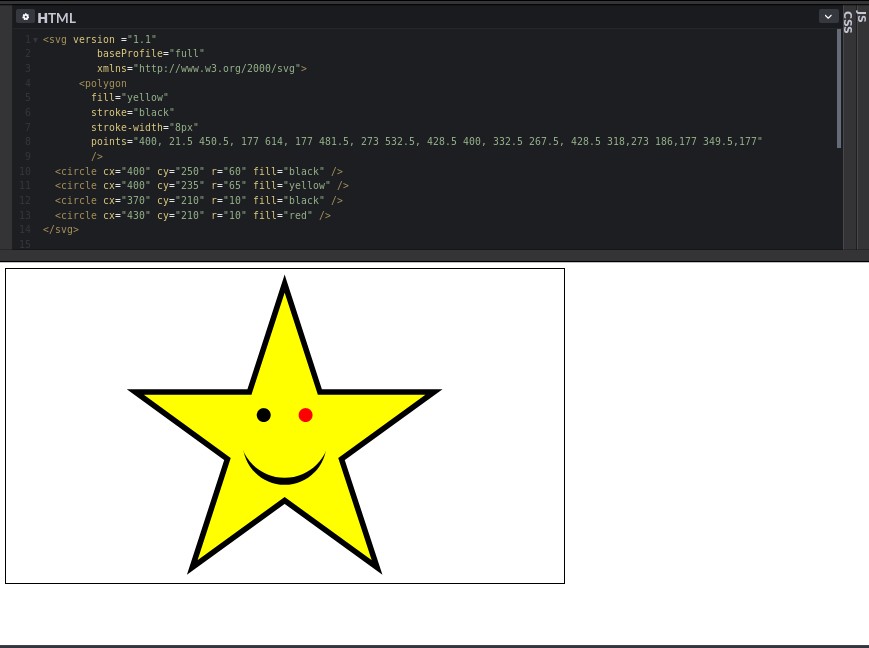 HTML
CSS
JS
1 <svg version ="1.1"
2 baseProfile="full"
3 xmlns="http://www.w3.org/2000/svg">
4 <polygon
5 fill="yellow"
6 stroke="black"
7 stroke-width="8px"
8 points="400, 21.5 450.5, 177 614, 177 481.5, 273 532.5, 428.5 400, 332.5 267.5, 428.5 318,273 186,177 349.5,177"
9 />
10 <circle cx="400" cy="250" r="60" fill="black" />
11 <circle cx="400" cy="235" r="65" fill="yellow" />
12 <circle cx="370" cy="210" r="10" fill="black" />
13 <circle cx="430" cy="210" r="10" fill="red" />
14 </svg>
15